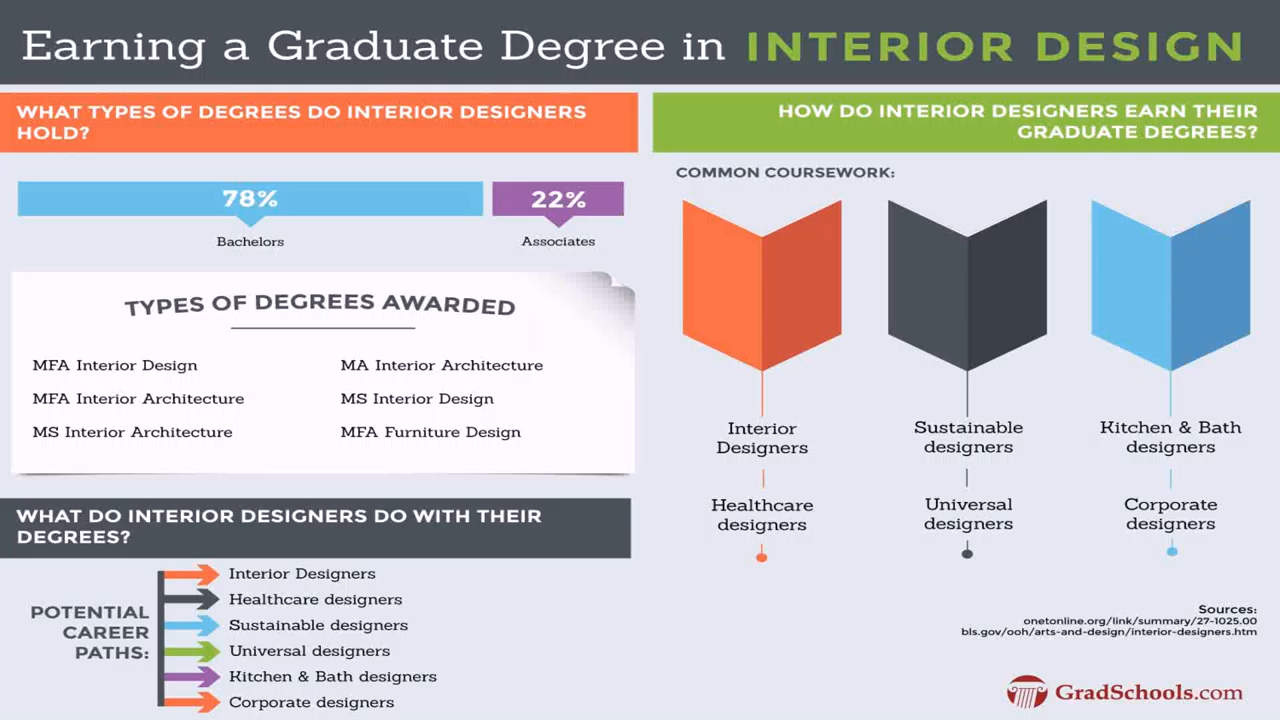 Earning a Graduate Degree in INTERIOR DESIGN
WHAT TYPES OF DEGREES DO INTERIOR DESIGNERS
HOLD?
78%
22%
Bachelors
Associates
TYPES OF DEGREES AWARDED
MFA Interior Design
MA Interior Architecture
MFA Interior Architecture
MS Interior Design
MS Interior Architecture
MFA Furniture Design
WHAT DO INTERIOR DESIGNERS DO WITH THEIR
DEGREES?
POTENTIAL
CAREER
PATHS:
Interior Designers
Healthcare designers
Sustainable designers
Universal designers
Kitchen & Bath designers
Corporate designers
HOW DO INTERIOR DESIGNERS EARN THEIR
GRADUATE DEGREES?
COMMON COURSEWORK:
Interior
Designers
Healthcare
designers
Sustainable
designers
Universal
designers
Kitchen & Bath
designers
Corporate
designers
Sources:
onetonline.org/link/summary/27-1025.00
bls.gov/ooh/arts-and-design/interior-designers.htm
GradSchools.com